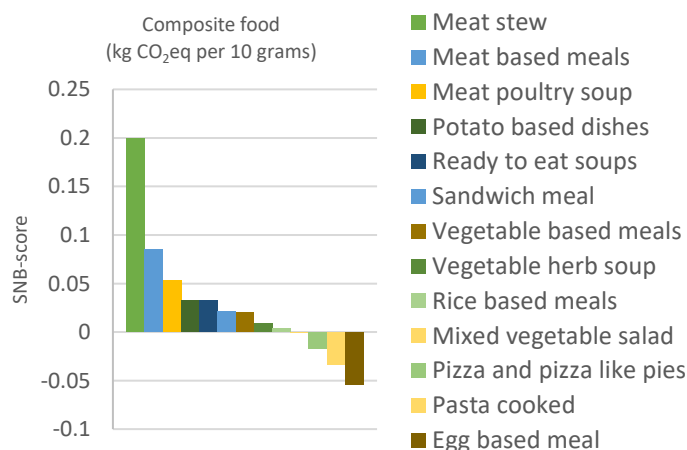 Composite food
(kg CO₂eq per 10 grams)
SNB-score
0.25
0.2
0.15
0.1
0.05
0
-0.05
-0.1
Meat stew
Meat based meals
Meat poultry soup
Potato based dishes
Ready to eat soups
Sandwich meal
Vegetable based meals
Vegetable herb soup
Rice based meals
Mixed vegetable salad
Pizza and pizza like pies
Pasta cooked
Egg based meal